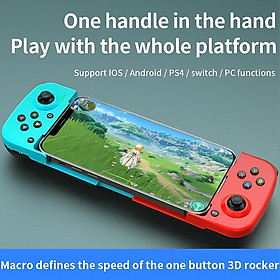 One handle in the hand
Play with the whole platform
Support IOS / Android / PS4 / switch / PC functions
Macro defines the speed of the one button 3D rocker